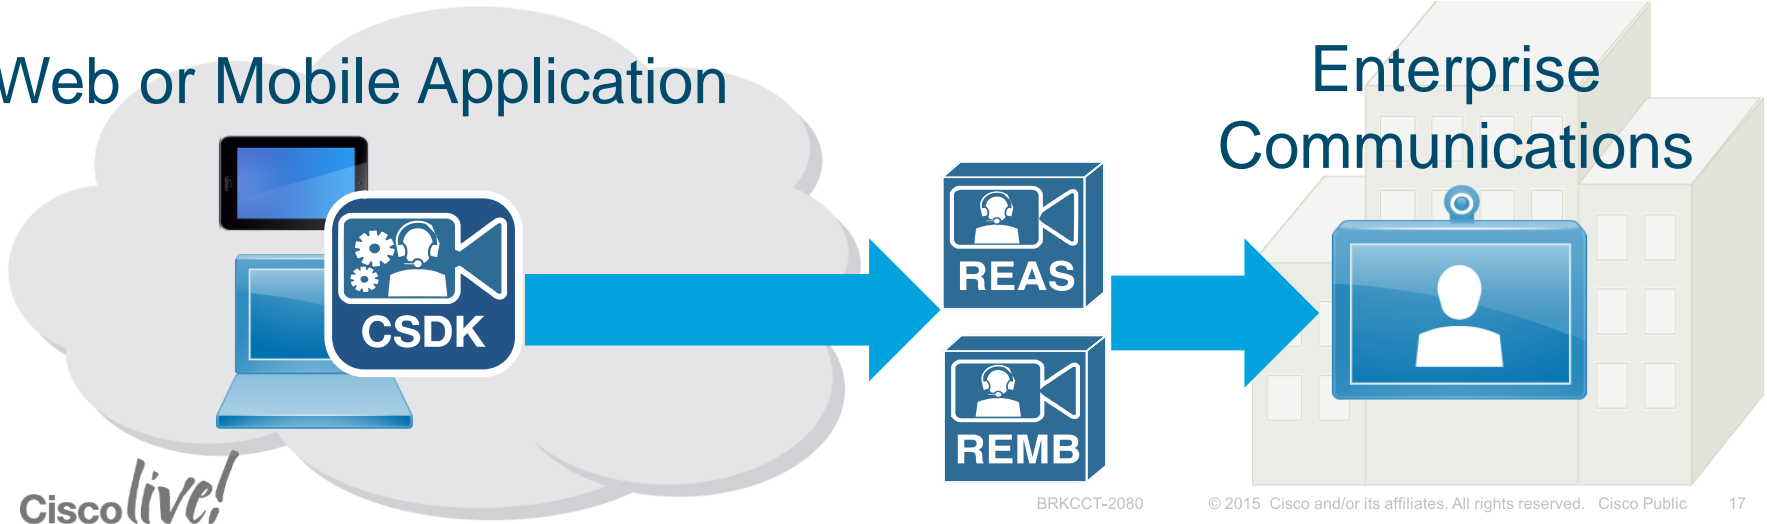 Web or Mobile Application
Enterprise
Communications
CSDK
REAS
REMB
Cisco live!
BRKCCT-2080 © 2015 Cisco and/or its affiliates. All rights reserved. Cisco Public 17